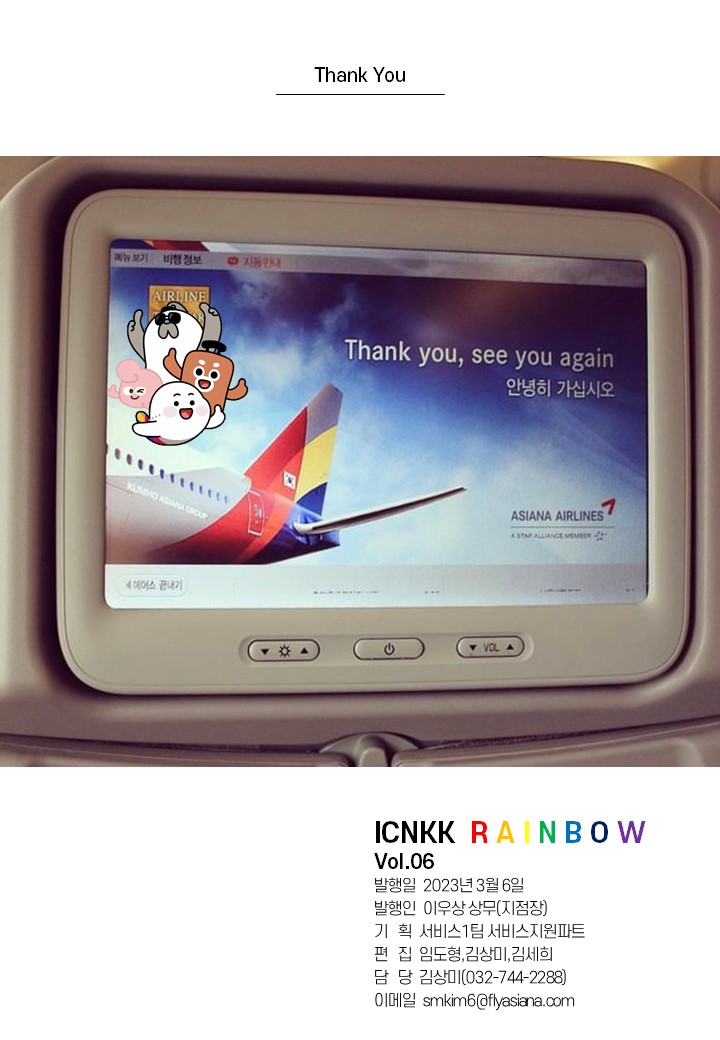 Thank You
메뉴 보기 비행 정보 자동 안내
AIRLINE
Thank you, see you again
안녕히 가십시오
KUMHO ASIANA GROUP
ASIANA AIRLINES
A STAR ALLIANCE MEMBER
에어쇼 끝내기
VOL
ICNKK RAINBOW
Vol.06
발행일 2023년 3월 6일
발행인 이우상 상무(지점장)
기 획 서비스1팀 서비스지원파트
편 집 임도형,김상미,김세희
담 당 김상미(032-744-2288)
이메일 smkim6@flyasiana.com